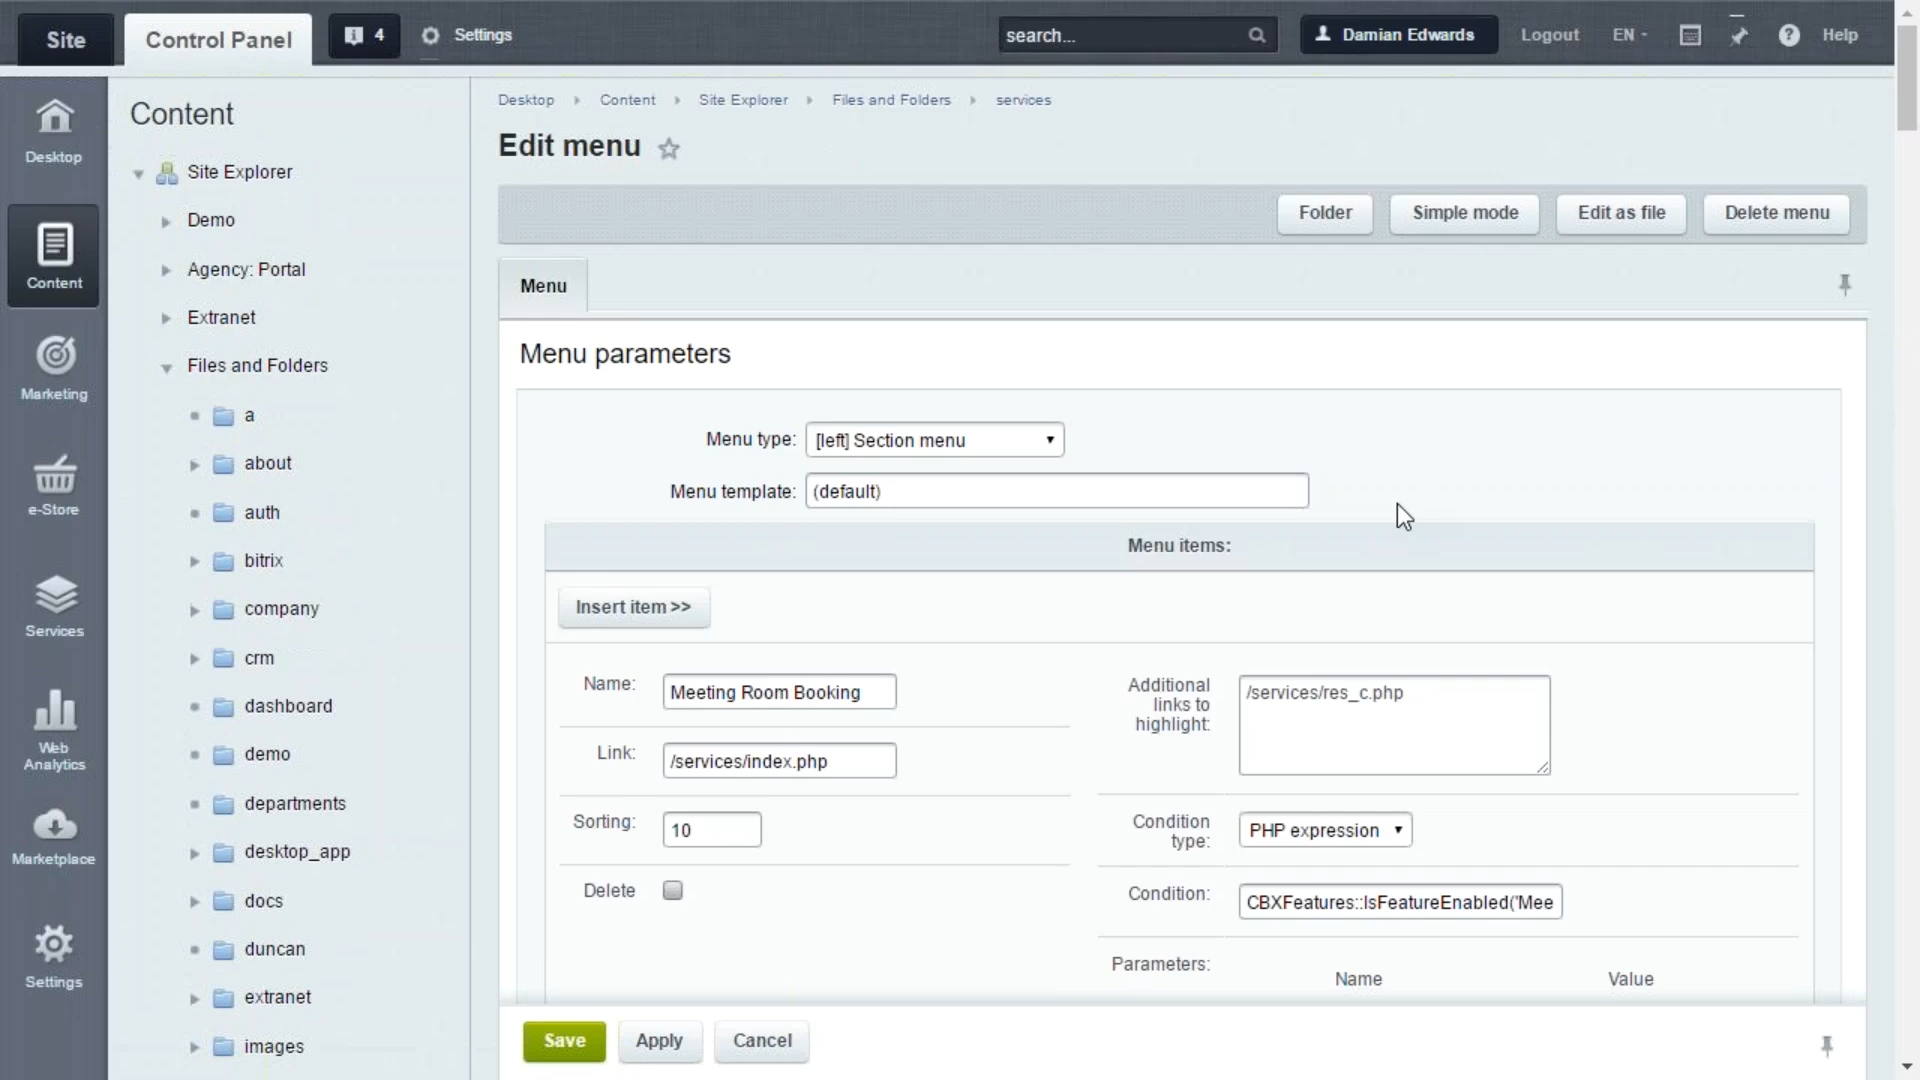 Site
Control Panel
4
Settings
search...
Damian Edwards
Logout
EN
?
Help
Desktop
Content
Marketing
e-Store
Services
Web
Analytics
Marketplace
Settings
Content
Site Explorer
Demo
Agency: Portal
Extranet
Files and Folders
a
about
auth
bitrix
company
crm
dashboard
demo
departments
desktop_app
docs
duncan
extranet
images
Desktop Content Site Explorer Files and Folders services
Edit menu
Folder
Simple mode
Edit as file
Delete menu
Menu
Menu parameters
Menu type: [left] Section menu
Menu template: (default)
Menu items:
Insert item >>
Name: Meeting Room Booking
Link: /services/index.php
Sorting: 10
Delete
Additional
links to
highlight:
/services/res_c.php
Condition
type:
PHP expression
Condition: CBXFeatures::IsFeatureEnabled('Mee
Parameters:
Name Value
Save
Apply
Cancel